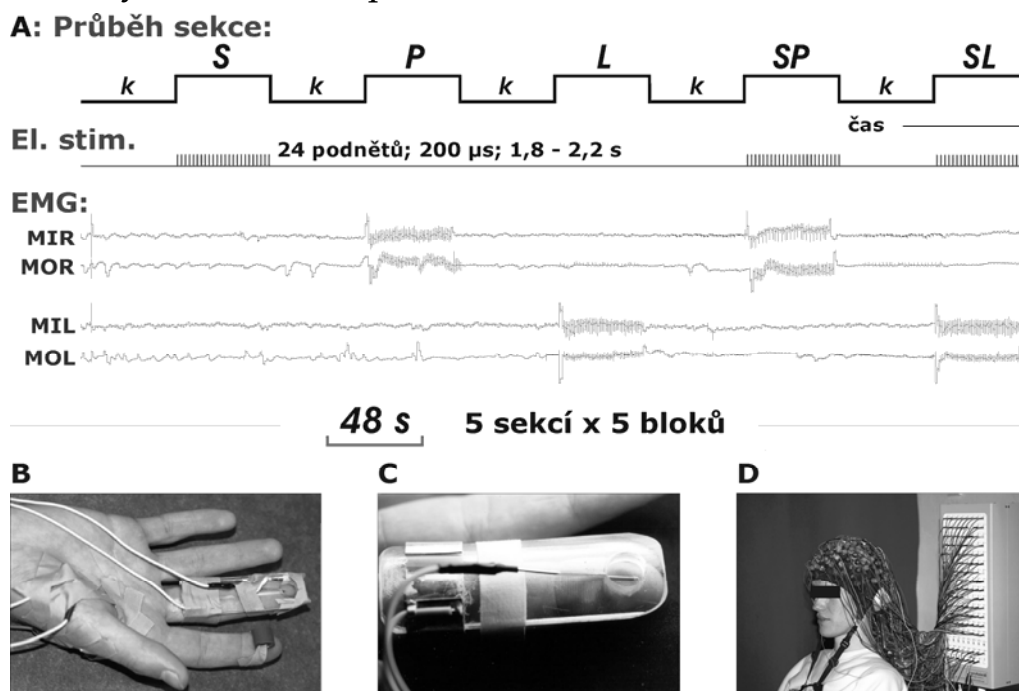 A: Průběh sekce:
S P L SP SL
k k k k k
čas
El. stim.
24 podnětů; 200 µs; 1,8 - 2,2 s
EMG:
MIR
MOR
MIL
MOL
48 s 5 sekcí x 5 bloků
B C D